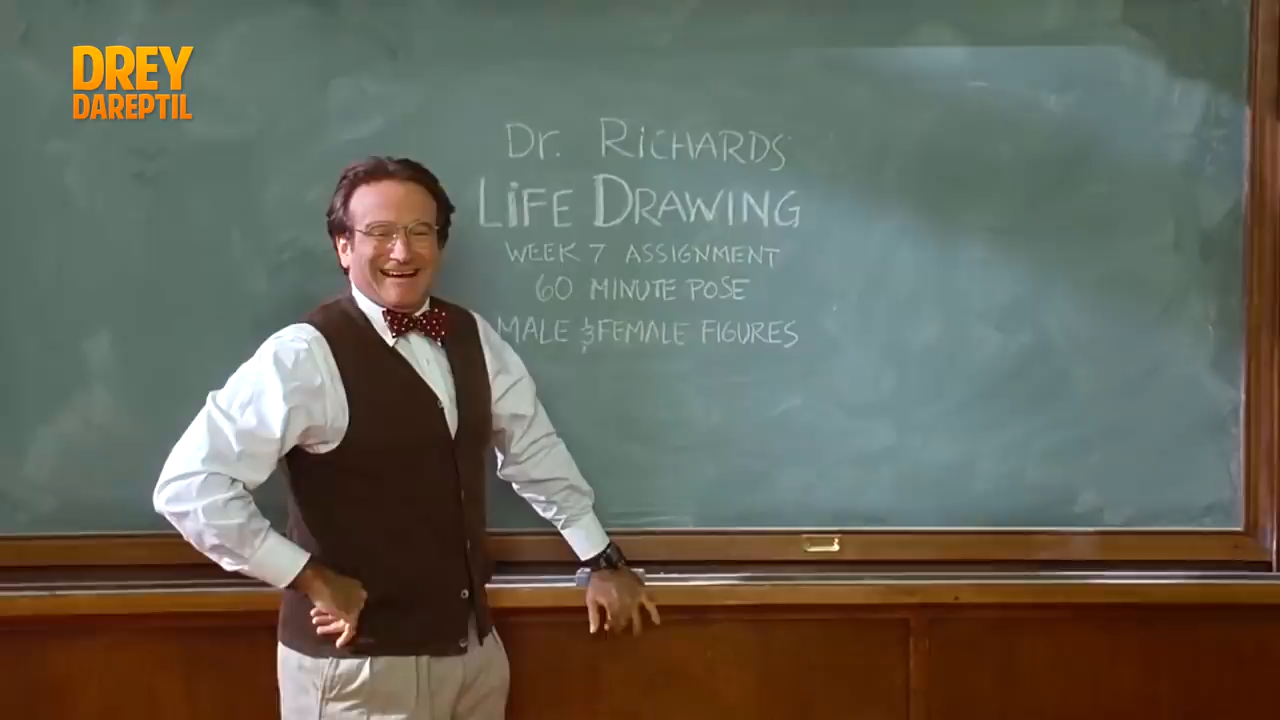 DREY
DAREPTIL
Dr. RiCHARDS
LiFE DRAWING
WEEK 7 ASSIGNMENT
60 MINUTE POSE
MALE & FEMALE FIGURES